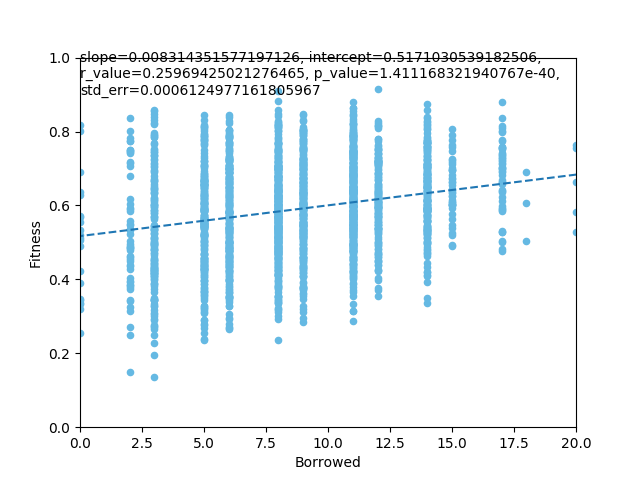 slope=0.008314351577197126, intercept=0.5171030539182506,
r_value=0.25969425021276465, p_value=1.411168321940767e-40,
std_err=0.0006124977161805967
1.0
0.8
0.6
0.4
0.2
0.0
Fitness
0.0 2.5 5.0 7.5 10.0 12.5 15.0 17.5 20.0
Borrowed